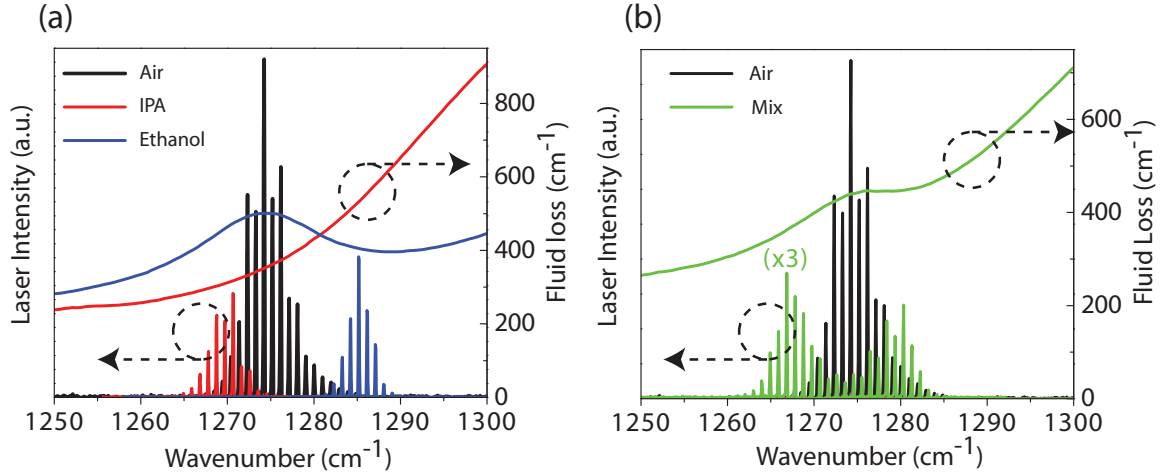 (a)
Air
IPA
Ethanol
Laser Intensity (a.u.)
Fluid loss (cm⁻¹)
800
600
400
200
0
1250 1260 1270 1280 1290 1300
Wavenumber (cm⁻¹)
(b)
Air
Mix
(x3)
Laser Intensity (a.u.)
Fluid Loss (cm⁻¹)
600
400
200
0
1250 1260 1270 1280 1290 1300
Wavenumber (cm⁻¹)